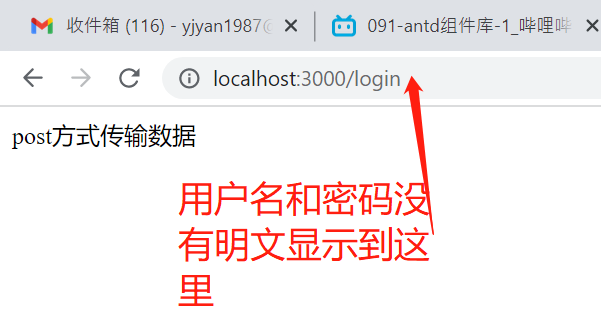 收件箱 (116) - yjyan1987@
091-antd组件库-1_哔哩哔
localhost:3000/login
post方式传输数据
用户名和密码没
有明文显示到这
里